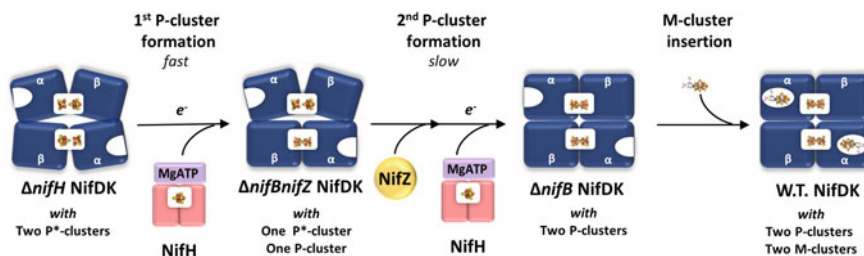 1st P-cluster
formation
fast
2nd P-cluster
formation
slow
M-cluster
insertion
α β
β α
e-
MgATP
NifH
α β
β α
NifZ
e-
MgATP
NifH
α β
β α
α β
β α
ΔnifH NifDK
with
Two P*-clusters
ΔnifBnifZ NifDK
with
One P*-cluster
One P-cluster
ΔnifB NifDK
with
Two P-clusters
W.T. NifDK
with
Two P-clusters
Two M-clusters